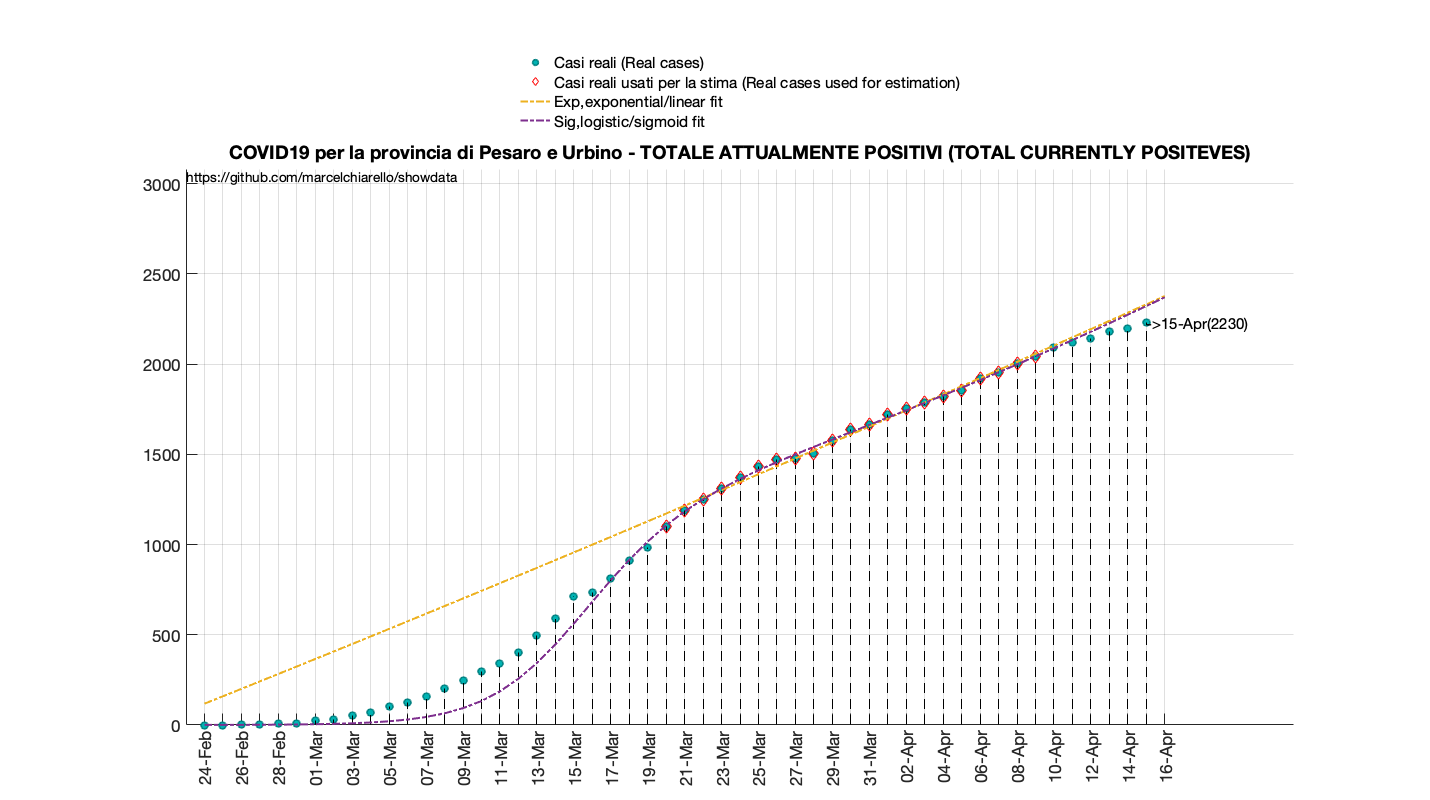 Casi reali (Real cases)
Casi reali usati per la stima (Real cases used for estimation)
Exp,exponential/linear fit
Sig,logistic/sigmoid fit
COVID19 per la provincia di Pesaro e Urbino - TOTALE ATTUALMENTE POSITIVI (TOTAL CURRENTLY POSITEVES)
https://github.com/marcelchiarello/showdata
3000
2500
2000
1500
1000
500
0
->15-Apr(2230)
24-Feb
26-Feb
28-Feb
01-Mar
03-Mar
05-Mar
07-Mar
09-Mar
11-Mar
13-Mar
15-Mar
17-Mar
19-Mar
21-Mar
23-Mar
25-Mar
27-Mar
29-Mar
31-Mar
02-Apr
04-Apr
06-Apr
08-Apr
10-Apr
12-Apr
14-Apr
16-Apr